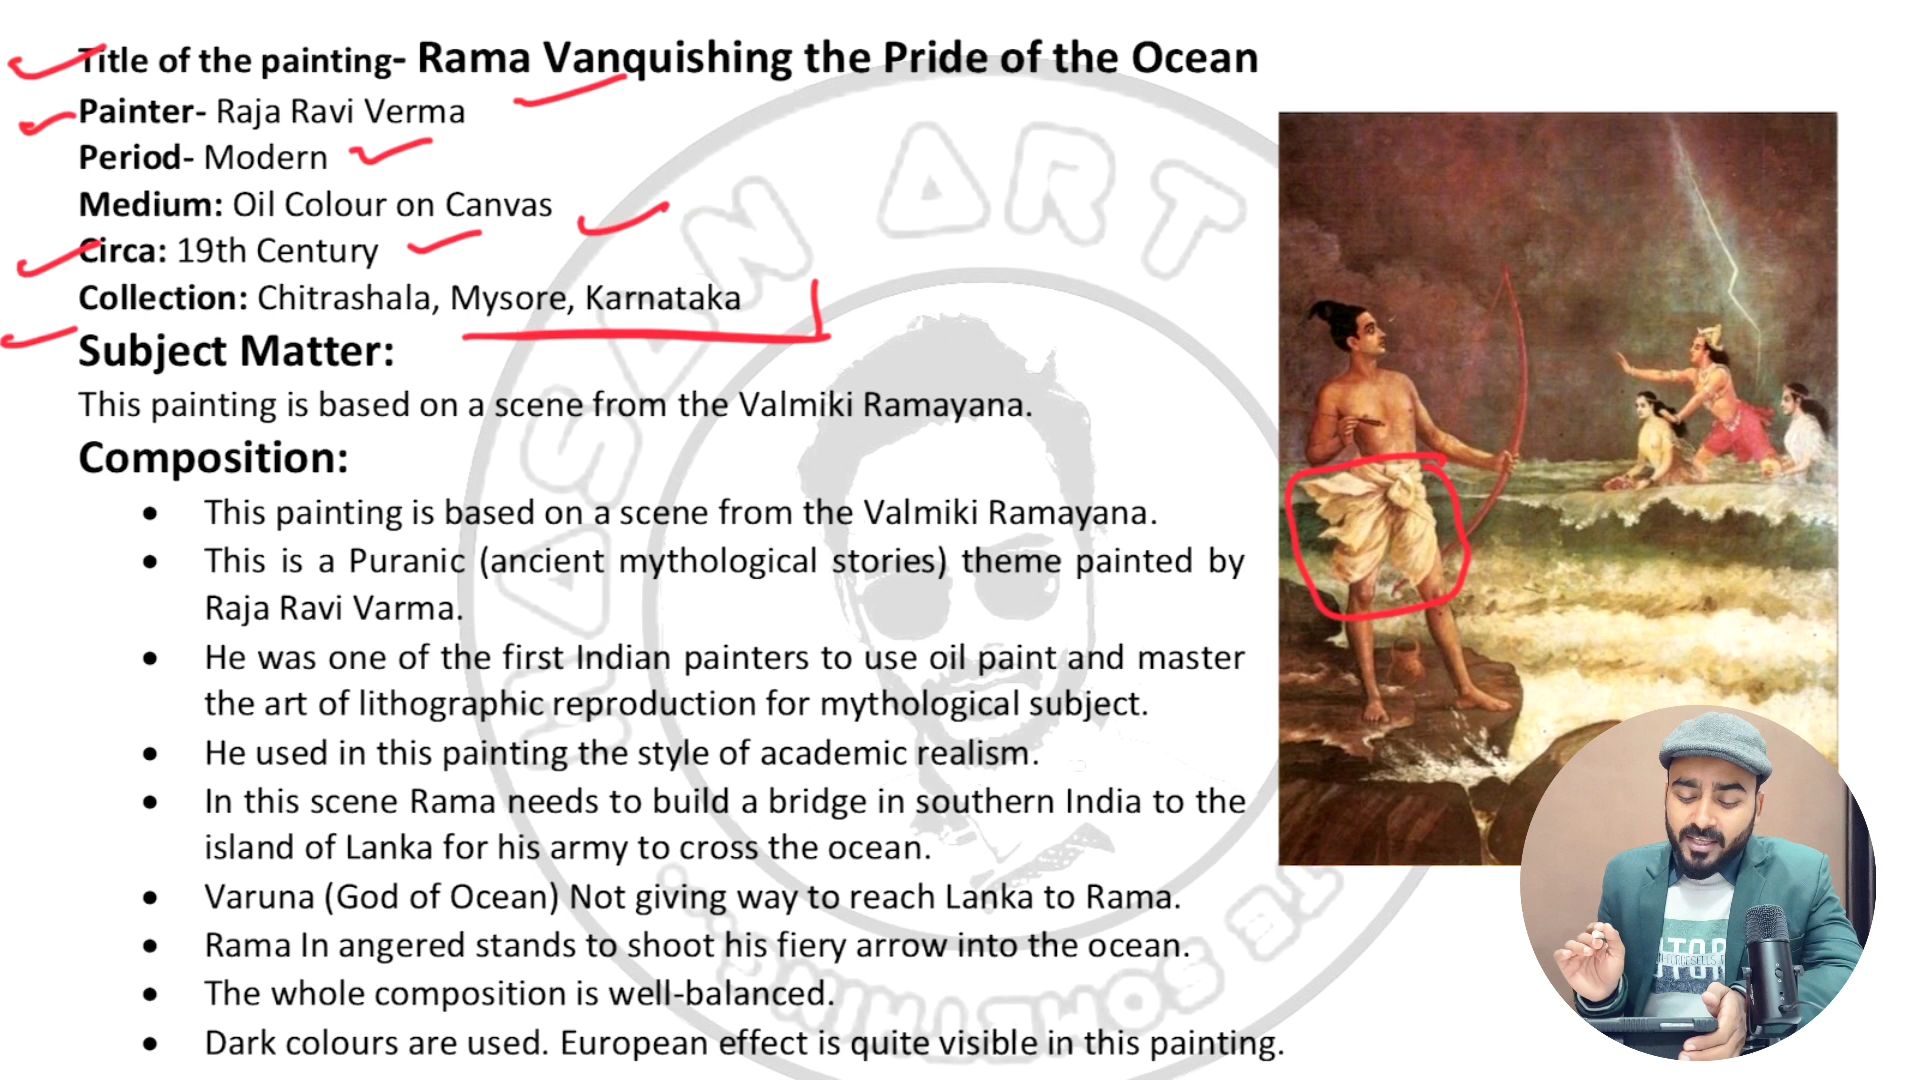 Title of the painting- Rama Vanquishing the Pride of the Ocean
Painter- Raja Ravi Verma
Period- Modern
Medium: Oil Colour on Canvas
Circa: 19th Century
Collection: Chitrashala, Mysore, Karnataka
Subject Matter:
This painting is based on a scene from the Valmiki Ramayana.
Composition:
• This painting is based on a scene from the Valmiki Ramayana.
• This is a Puranic (ancient mythological stories) theme painted by
Raja Ravi Varma.
• He was one of the first Indian painters to use oil paint and master
the art of lithographic reproduction for mythological subject.
• He used in this painting the style of academic realism.
• In this scene Rama needs to build a bridge in southern India to the
island of Lanka for his army to cross the ocean.
• Varuna (God of Ocean) Not giving way to reach Lanka to Rama.
• Rama In angered stands to shoot his fiery arrow into the ocean.
• The whole composition is well-balanced.
• Dark colours are used. European effect is quite visible in this painting.